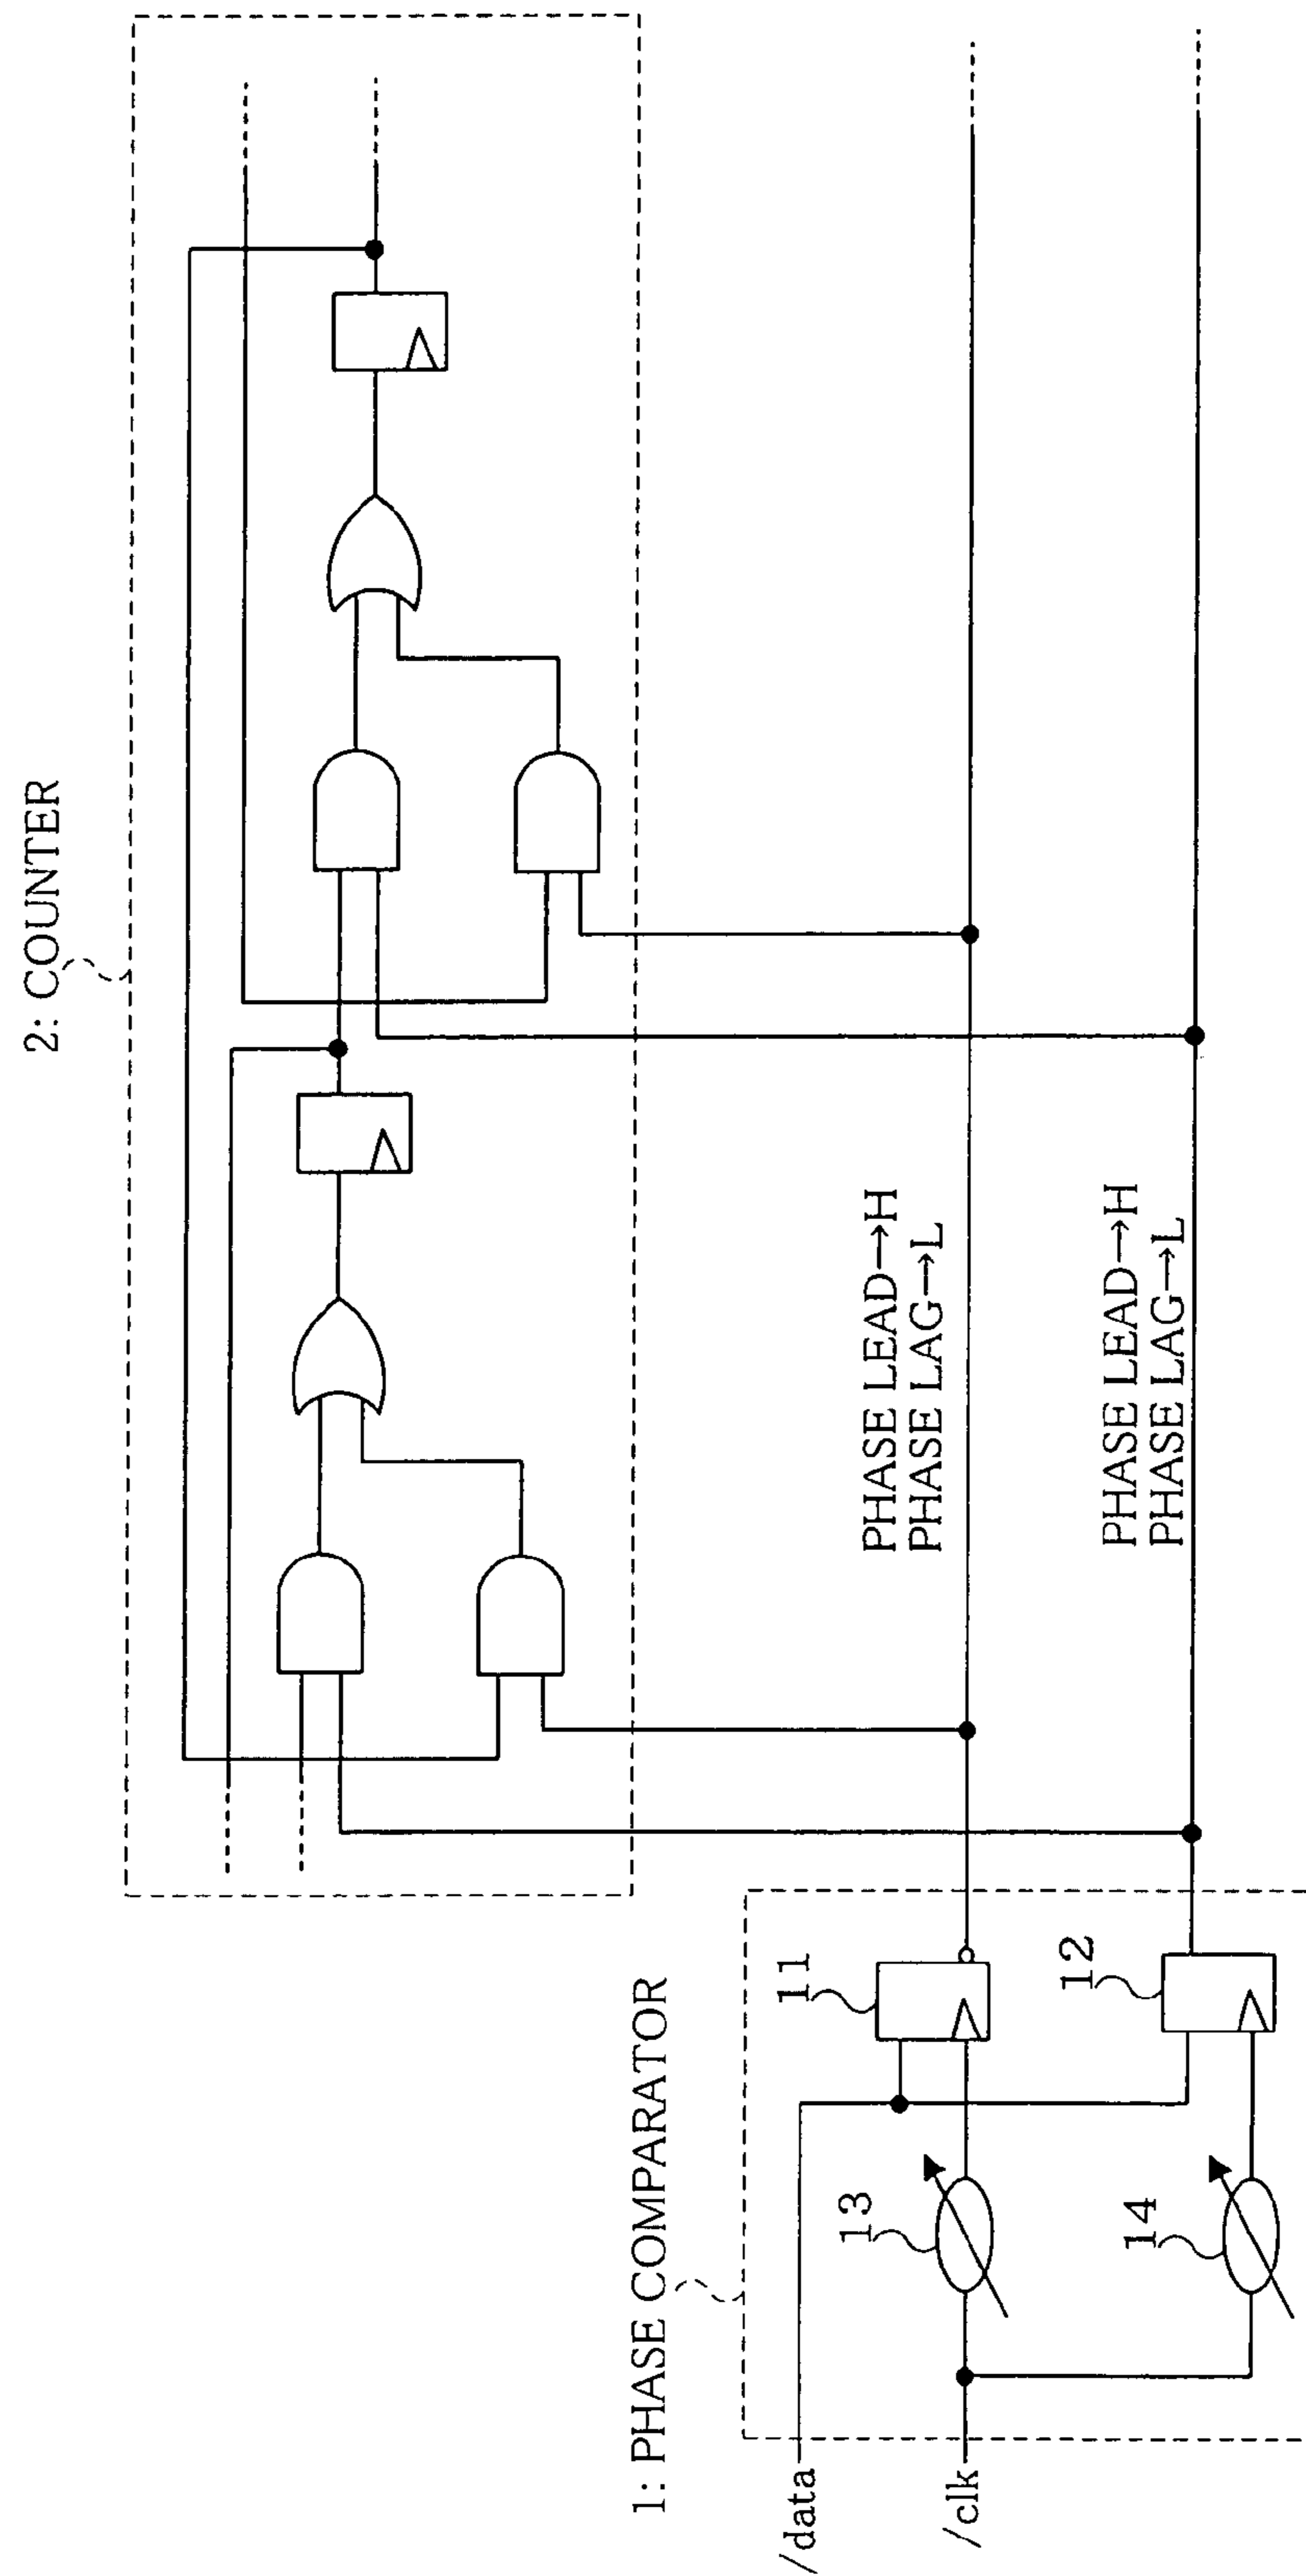 2: COUNTER
1: PHASE COMPARATOR
/data
/clk
11
12
13
14
PHASE LEAD→H
PHASE LAG→L
PHASE LEAD→H
PHASE LAG→L